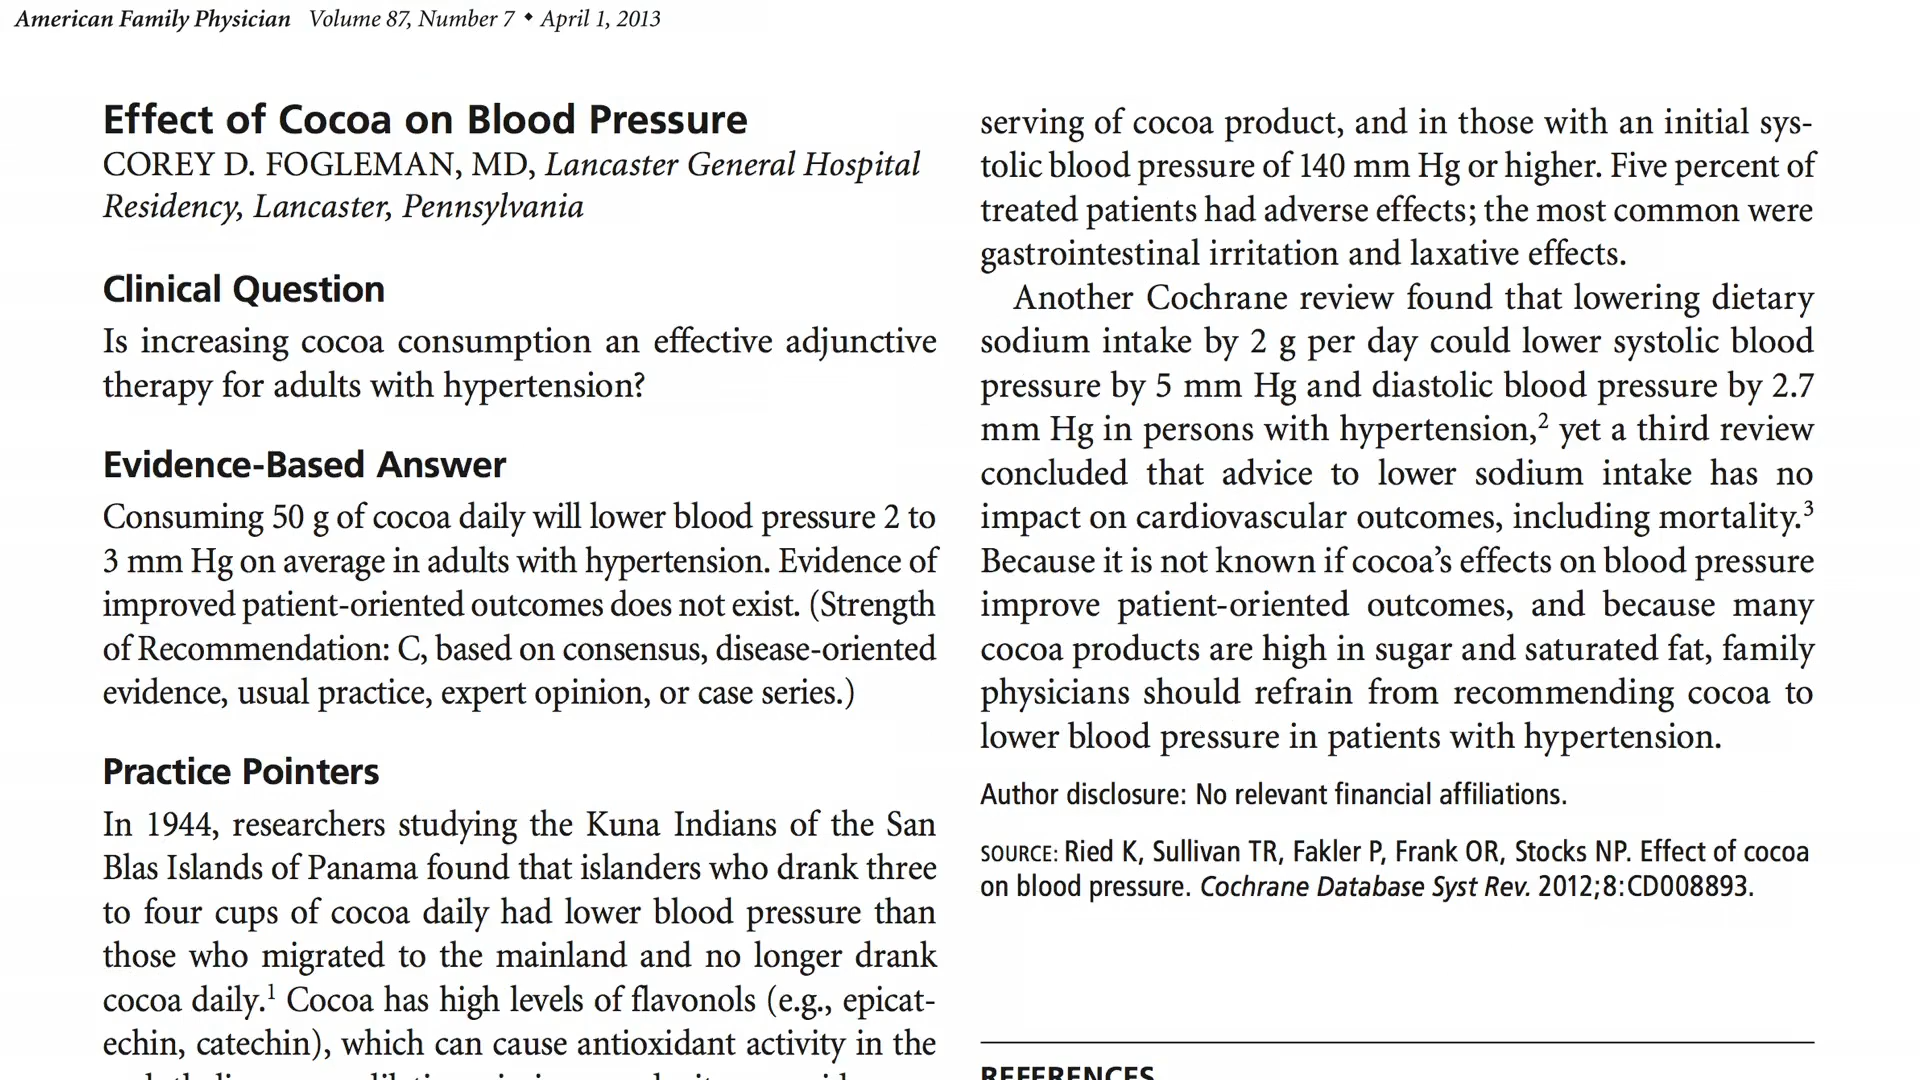 American Family Physician Volume 87, Number 7 ◆ April 1, 2013
Effect of Cocoa on Blood Pressure
COREY D. FOGLEMAN, MD, Lancaster General Hospital
Residency, Lancaster, Pennsylvania
Clinical Question
Is increasing cocoa consumption an effective adjunctive
therapy for adults with hypertension?
Evidence-Based Answer
Consuming 50 g of cocoa daily will lower blood pressure 2 to
3 mm Hg on average in adults with hypertension. Evidence of
improved patient-oriented outcomes does not exist. (Strength
of Recommendation: C, based on consensus, disease-oriented
evidence, usual practice, expert opinion, or case series.)
Practice Pointers
In 1944, researchers studying the Kuna Indians of the San
Blas Islands of Panama found that islanders who drank three
to four cups of cocoa daily had lower blood pressure than
those who migrated to the mainland and no longer drank
cocoa daily.1 Cocoa has high levels of flavonols (e.g., epicat-
echin, catechin), which can cause antioxidant activity in the
serving of cocoa product, and in those with an initial sys-
tolic blood pressure of 140 mm Hg or higher. Five percent of
treated patients had adverse effects; the most common were
gastrointestinal irritation and laxative effects.
Another Cochrane review found that lowering dietary
sodium intake by 2 g per day could lower systolic blood
pressure by 5 mm Hg and diastolic blood pressure by 2.7
mm Hg in persons with hypertension,2 yet a third review
concluded that advice to lower sodium intake has no
impact on cardiovascular outcomes, including mortality.3
Because it is not known if cocoa's effects on blood pressure
improve patient-oriented outcomes, and because many
cocoa products are high in sugar and saturated fat, family
physicians should refrain from recommending cocoa to
lower blood pressure in patients with hypertension.
Author disclosure: No relevant financial affiliations.
SOURCE: Ried K, Sullivan TR, Fakler P, Frank OR, Stocks NP. Effect of cocoa
on blood pressure. Cochrane Database Syst Rev. 2012;8:CD008893.
REFERENCES